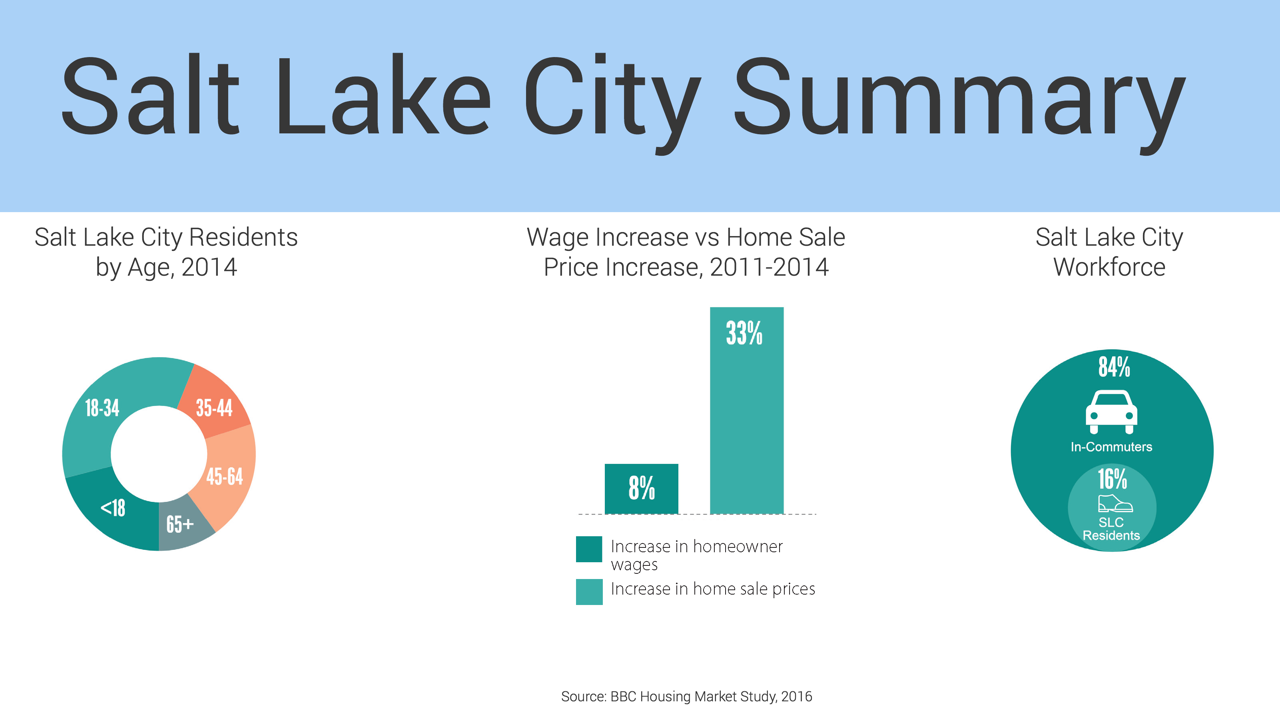 Salt Lake City Summary
Salt Lake City Residents
by Age, 2014
18-34
35-44
45-64
<18
65+
Wage Increase vs Home Sale
Price Increase, 2011-2014
33%
8%
Increase in homeowner
wages
Increase in home sale prices
Salt Lake City
Workforce
84%
In-Commuters
16%
SLC
Residents
Source: BBC Housing Market Study, 2016